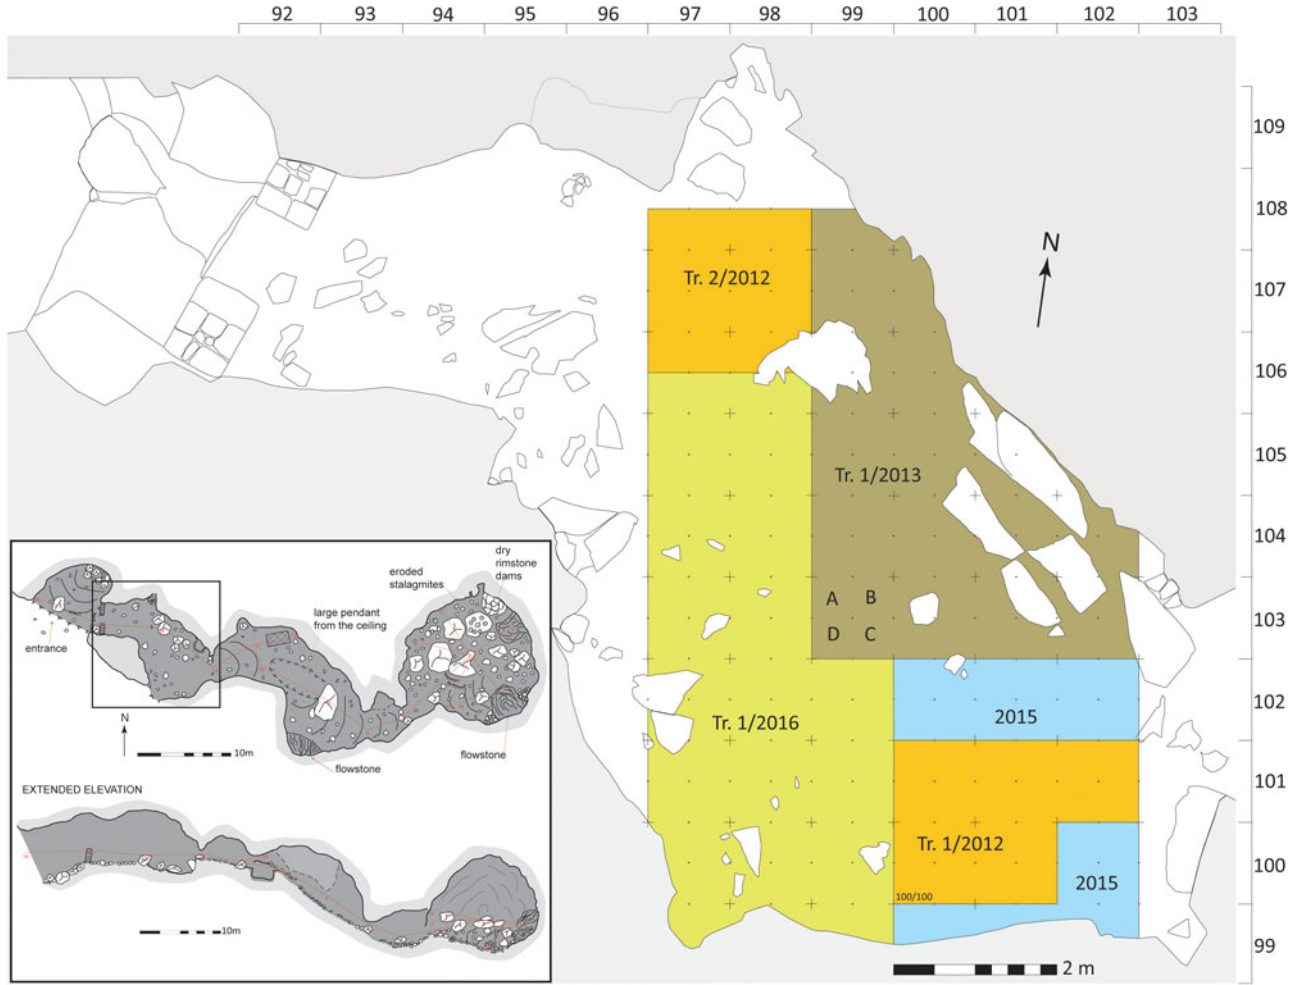 92 93 94 95 96 97 98 99 100 101 102 103
109
108
107
106
105
104
103
102
101
100
99
N
Tr. 2/2012
Tr. 1/2013
A B
D C
Tr. 1/2016
2015
Tr. 1/2012
100/100
2015
2 m
dry
rimstone
dams
eroded
stalagmites
large pendant
from the ceiling
entrance
N
10m
flowstone
flowstone
EXTENDED ELEVATION
10m